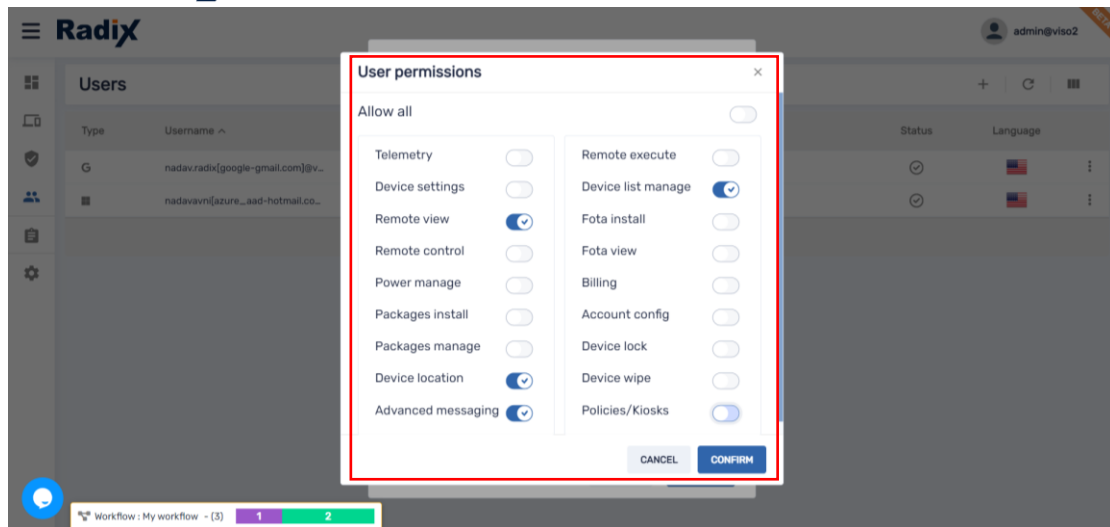 Radix
admin@viso2
BETA
Users
Type
Username
Status
Language
G
nadav.radix[google-gmail.com]@v...
nadavavni[azure_aad-hotmail.co...
User permissions
Allow all
Telemetry
Device settings
Remote view
Remote control
Power manage
Packages install
Packages manage
Device location
Advanced messaging
Remote execute
Device list manage
Fota install
Fota view
Billing
Account config
Device lock
Device wipe
Policies/Kiosks
CANCEL
CONFIRM
Workflow : My workflow - (3)
1
2